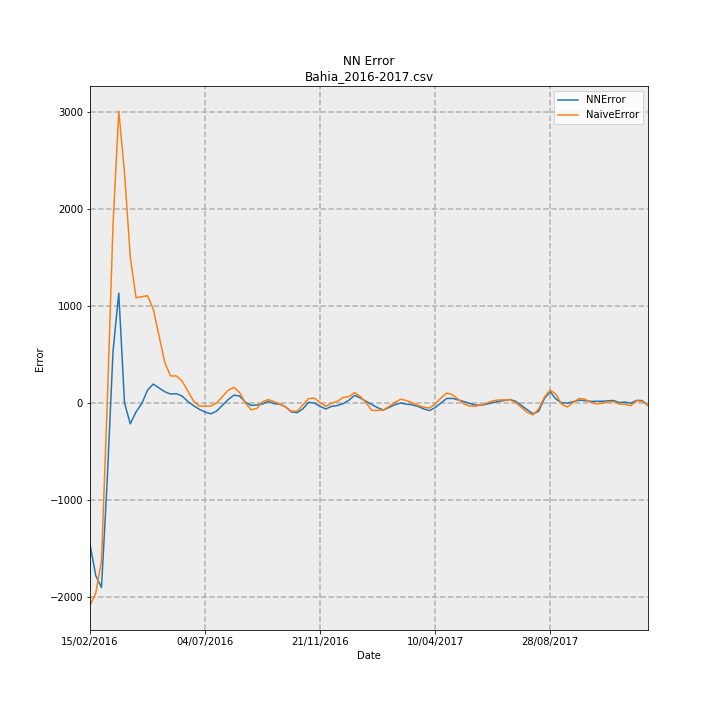 NN Error
Bahia_2016-2017.csv
NNError
NaiveError
3000
2000
1000
0
−1000
−2000
Error
15/02/2016
04/07/2016
21/11/2016
10/04/2017
28/08/2017
Date